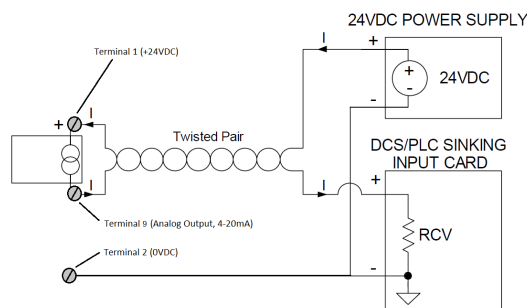 24VDC POWER SUPPLY
Terminal 1 (+24VDC)
I
+
+
-
24VDC
-
+
I
Twisted Pair
DCS/PLC SINKING
INPUT CARD
I
I
+
Terminal 9 (Analog Output, 4-20mA)
RCV
Terminal 2 (0VDC)
-